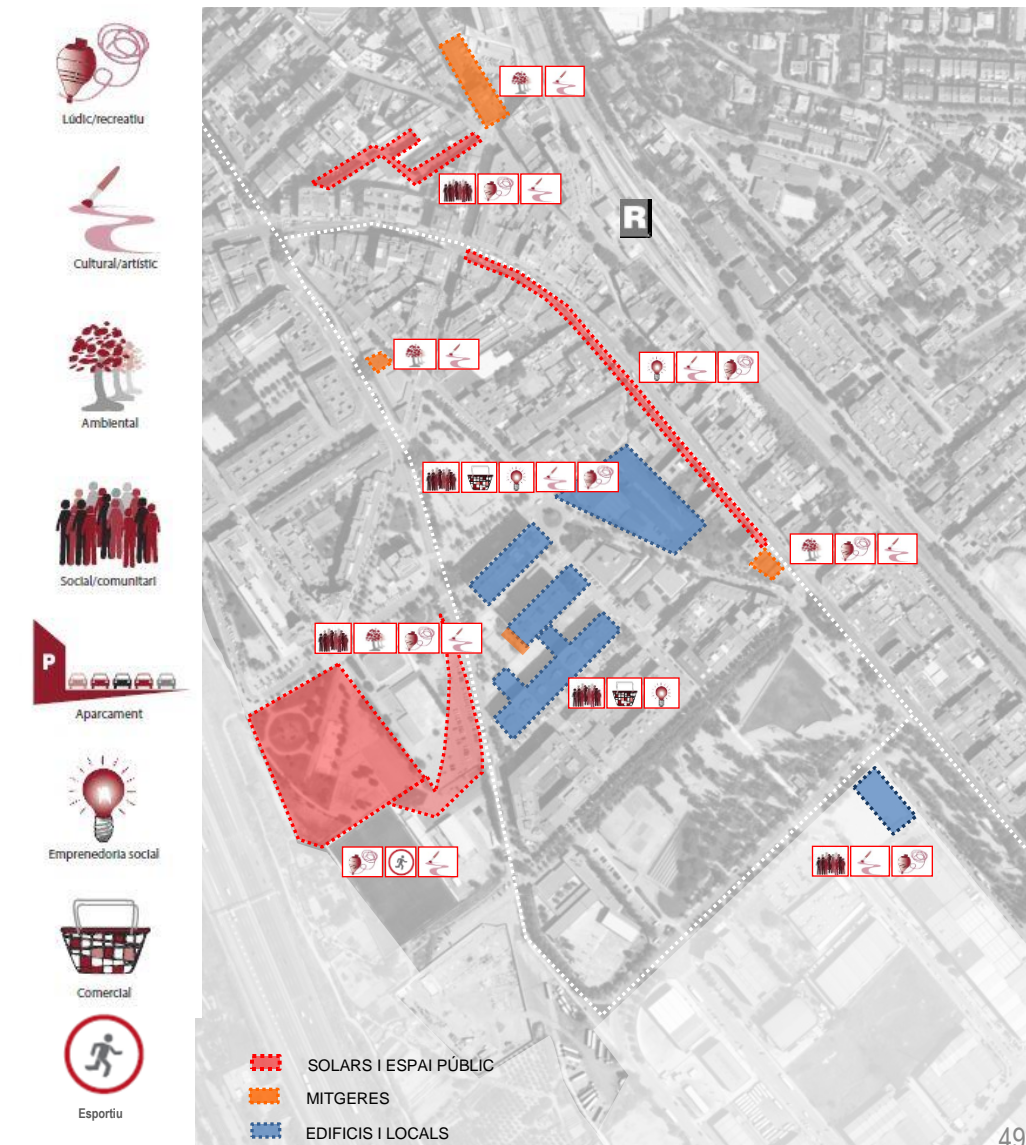 Lúdic/recreatiu
Cultural/artístic
Ambiental
Social/comunitari
P
Aparcament
Emprenedoria social
Comercial
Esportiu
R
SOLARS I ESPAI PÚBLIC
MITGERES
EDIFICIS I LOCALS
49